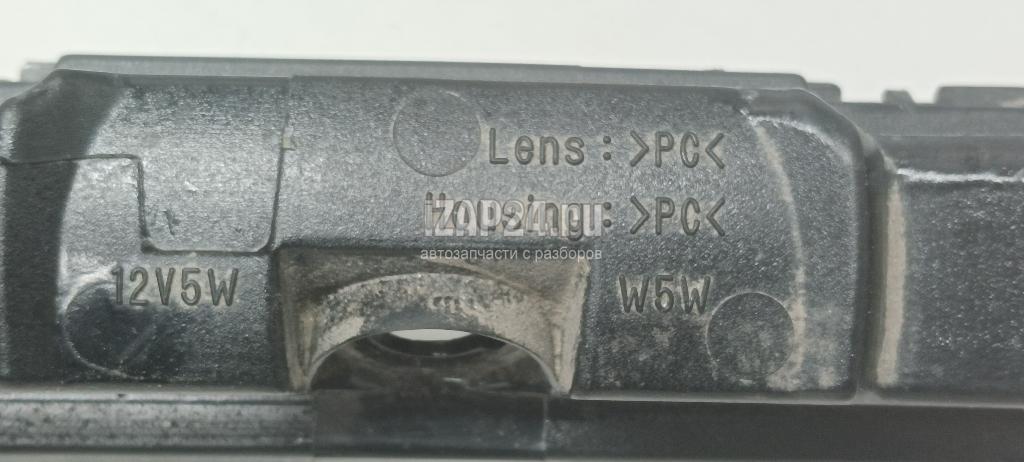 Lens: >PC<
Housing: >PC<
iZAP24.ru
автозапчасти с разборов
12V5W
W5W